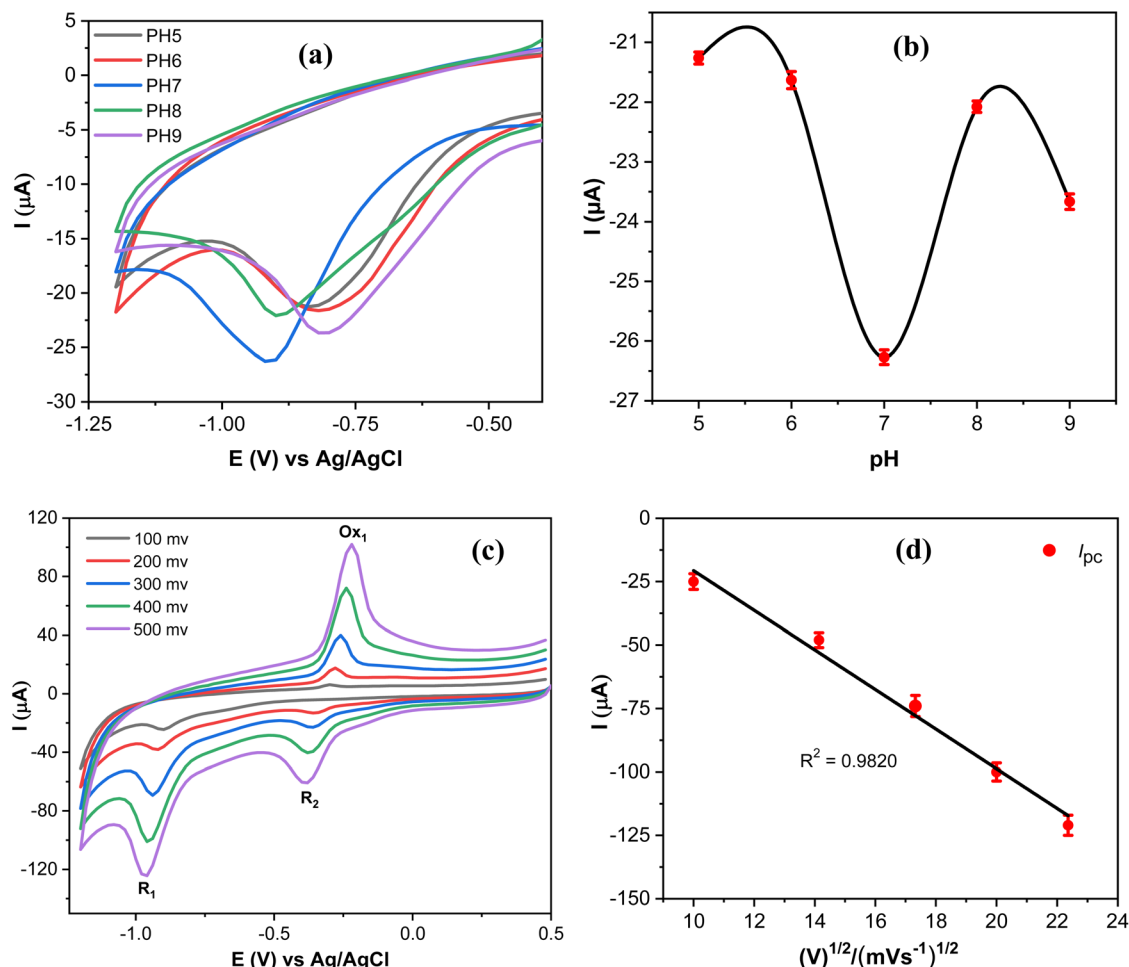 (a)
PH5
PH6
PH7
PH8
PH9
5
0
-5
-10
-15
-20
-25
-30
I (µA)
-1.25
-1.00
-0.75
-0.50
E (V) vs Ag/AgCl
(b)
-21
-22
-23
-24
-25
-26
-27
I (µA)
5
6
7
8
9
pH
(c)
100 mv
200 mv
300 mv
400 mv
500 mv
Ox₁
R₂
R₁
120
80
40
0
-40
-80
-120
I (µA)
-1.0
-0.5
0.0
0.5
E (V) vs Ag/AgCl
(d)
I pc
R² = 0.9820
0
-25
-50
-75
-100
-125
-150
I (µA)
10
12
14
16
18
20
22
24
(V)^1/2/(mVs⁻¹)^1/2